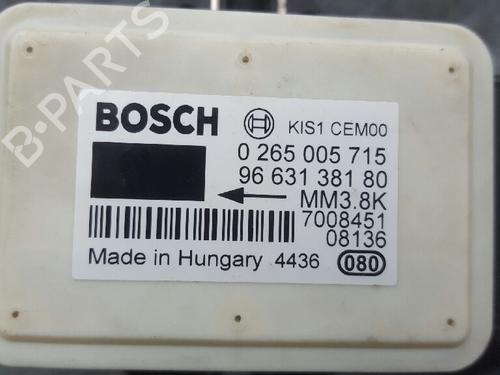 B-PARTS
BOSCH KIS1 CEM00
0 265 005 715
96 631 381 80
MM3.8K
7008451
08136
Made in Hungary 4436 080